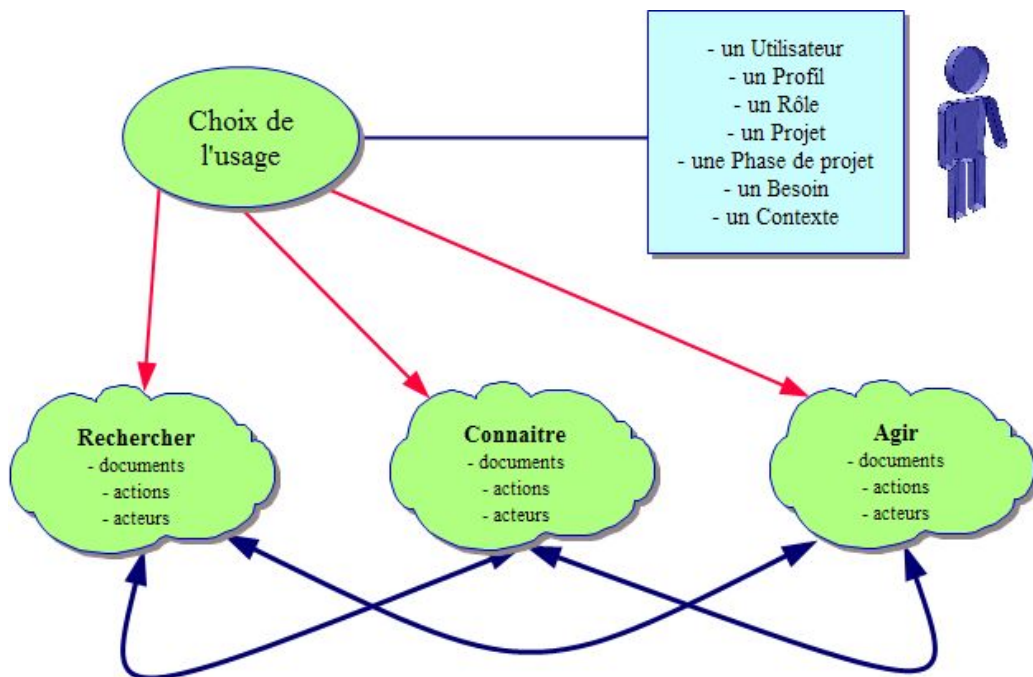 - un Utilisateur
- un Profil
- un Rôle
- un Projet
- une Phase de projet
- un Besoin
- un Contexte
Choix de
l'usage
Rechercher
- documents
- actions
- acteurs
Connaitre
- documents
- actions
- acteurs
Agir
- documents
- actions
- acteurs